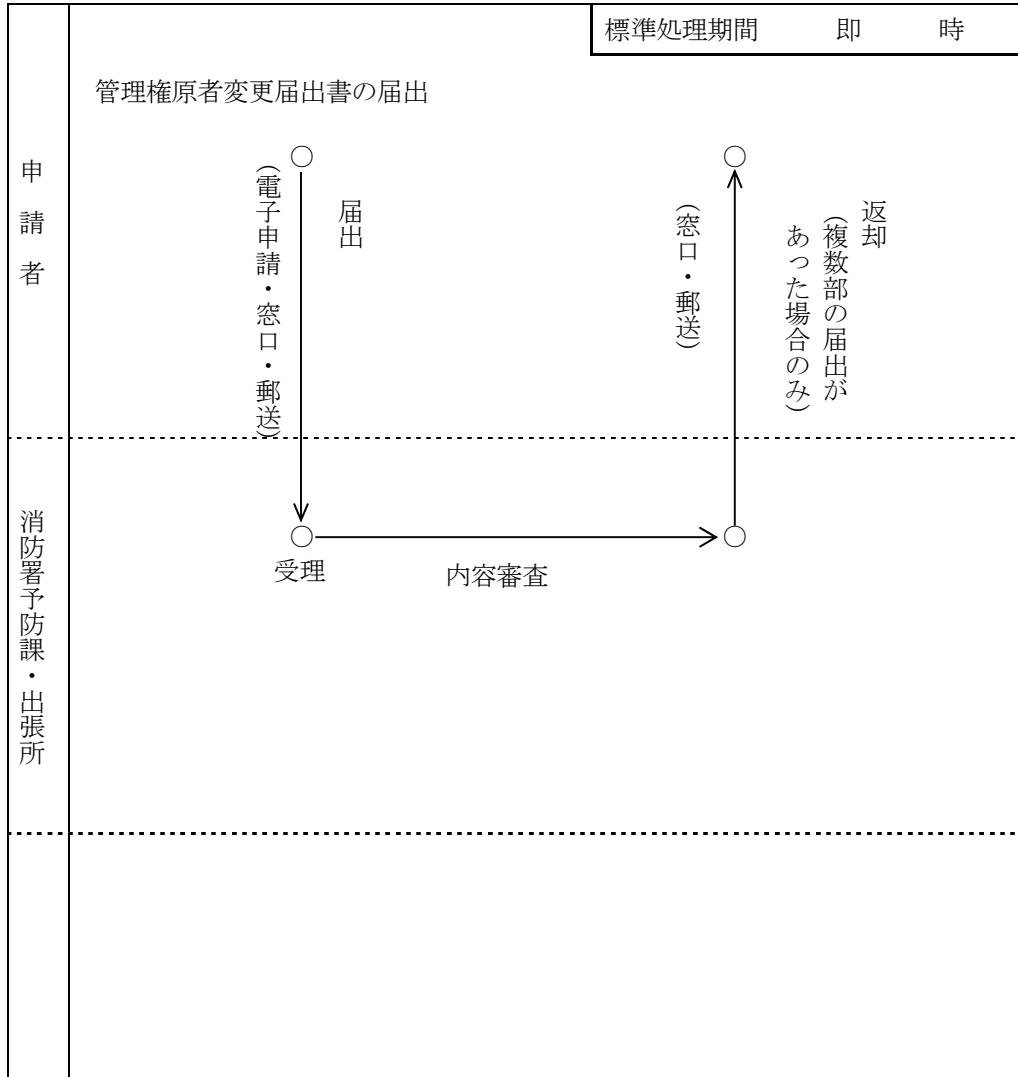 標準処理期間　即　時
管理権原者変更届出書の届出
申請者
○
○
届出
(電子申請・窓口・郵送)
返却
(複数部の届出が
あった場合のみ)
(窓口・郵送)
消防署予防課・出張所
○
○
受理
内容審査